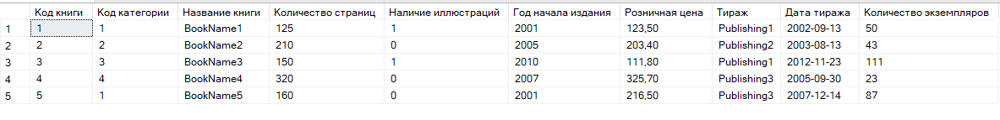 Код книги Код категории Название книги Количество страниц Наличие иллюстраций Год начала издания Розничная цена Тираж Дата тиража Количество экземпляров
1 1 1 BookName1 125 1 2001 123,50 Publishing1 2002-09-13 50
2 2 2 BookName2 210 0 2005 203,40 Publishing2 2003-08-13 43
3 3 3 BookName3 150 1 2010 111,80 Publishing1 2012-11-23 111
4 4 4 BookName4 320 0 2007 325,70 Publishing3 2005-09-30 23
5 5 1 BookName5 160 0 2001 216,50 Publishing3 2007-12-14 87